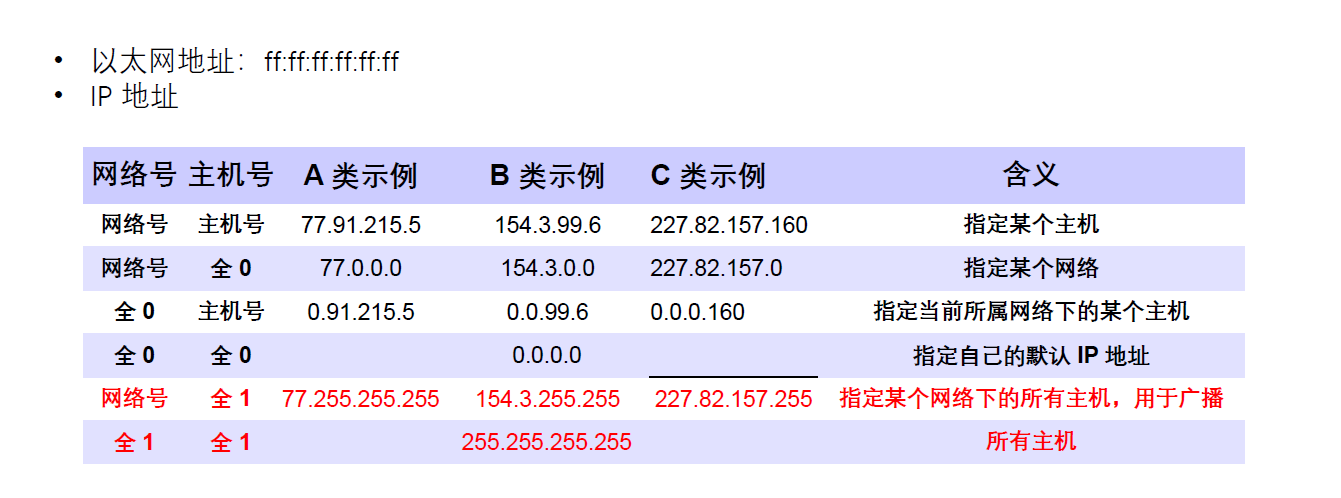 • 以太网地址：ff:ff:ff:ff:ff:ff
• IP 地址
网络号 主机号 A 类示例 B 类示例 C 类示例 含义
网络号 主机号 77.91.215.5 154.3.99.6 227.82.157.160 指定某个主机
网络号 全 0 77.0.0.0 154.3.0.0 227.82.157.0 指定某个网络
全 0 主机号 0.91.215.5 0.0.99.6 0.0.0.160 指定当前所属网络下的某个主机
全 0 全 0 0.0.0.0 指定自己的默认 IP 地址
网络号 全 1 77.255.255.255 154.3.255.255 227.82.157.255 指定某个网络下的所有主机，用于广播
全 1 全 1 255.255.255.255 所有主机